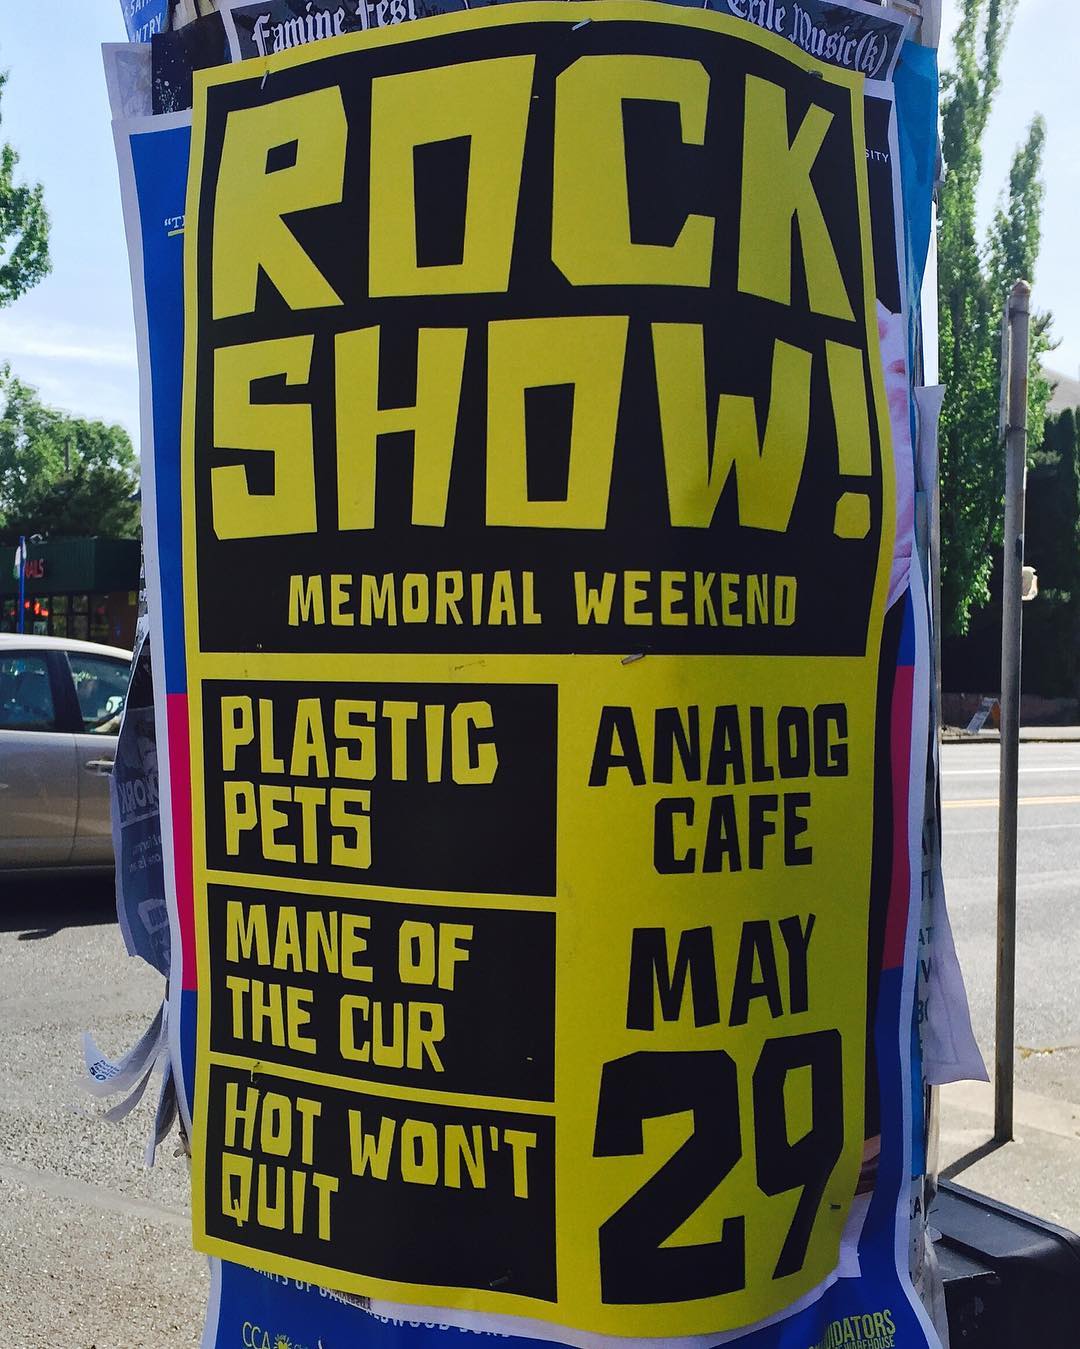 Famine Fest
Exile Music(k)
ROCK
SHOW!
MEMORIAL WEEKEND
PLASTIC
PETS
MANE OF
THE CUR
HOT WON'T
QUIT
ANALOG
CAFE
MAY
29
CCA